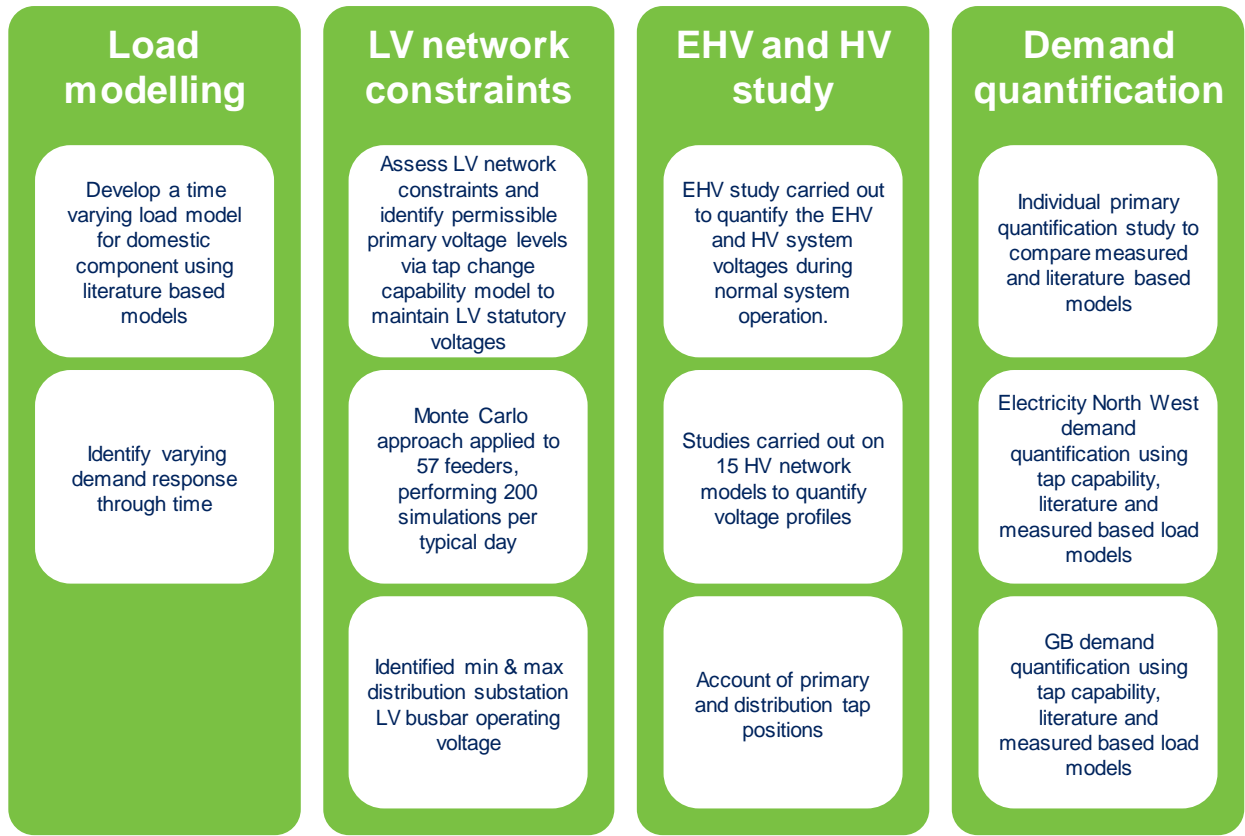 Load
modelling
Develop a time
varying load model
for domestic
component using
literature based
models
Identify varying
demand response
through time
LV network
constraints
Assess LV network
constraints and
identify permissible
primary voltage levels
via tap change
capability model to
maintain LV statutory
voltages
Monte Carlo
approach applied to
57 feeders,
performing 200
simulations per
typical day
Identified min & max
distribution substation
LV busbar operating
voltage
EHV and HV
study
EHV study carried out
to quantify the EHV
and HV system
voltages during
normal system
operation.
Studies carried out on
15 HV network
models to quantify
voltage profiles
Account of primary
and distribution tap
positions
Demand
quantification
Individual primary
quantification study to
compare measured
and literature based
models
Electricity North West
demand
quantification using
tap capability,
literature and
measured based load
models
GB demand
quantification using
tap capability,
literature and
measured based load
models